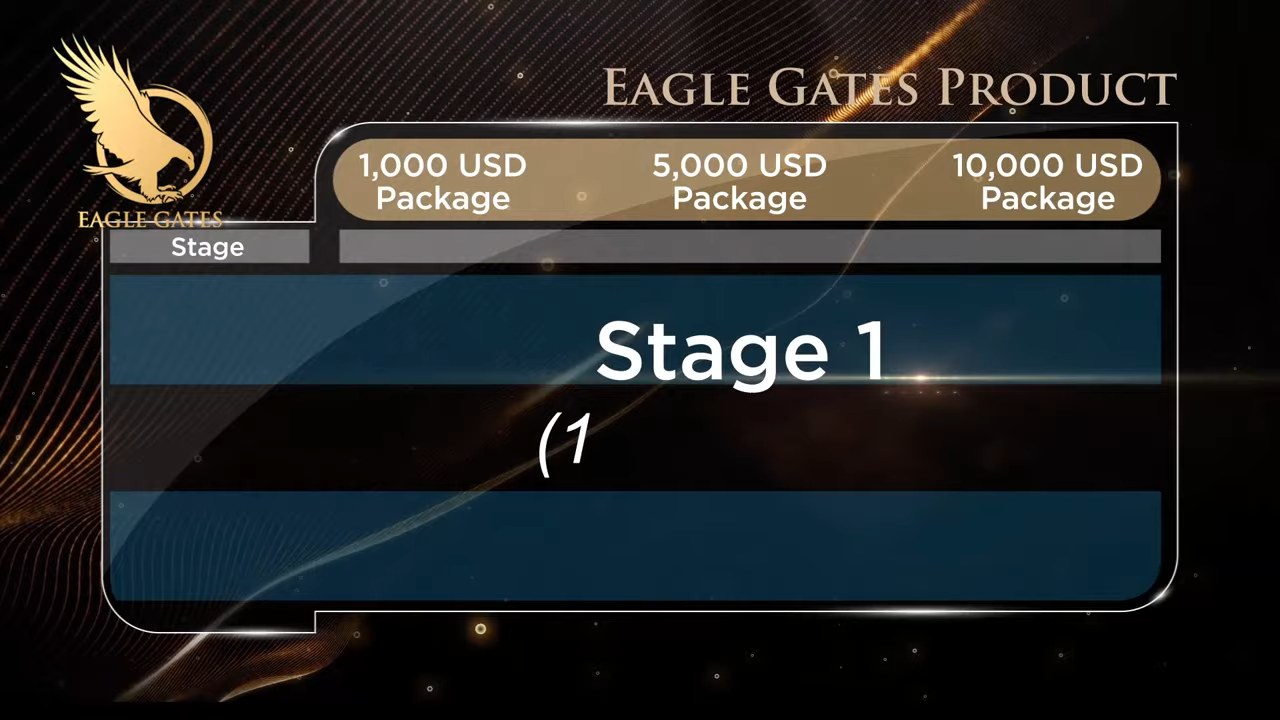 EAGLE GATES PRODUCT
EAGLE GATES
1,000 USD
Package
5,000 USD
Package
10,000 USD
Package
Stage
Stage 1
(1